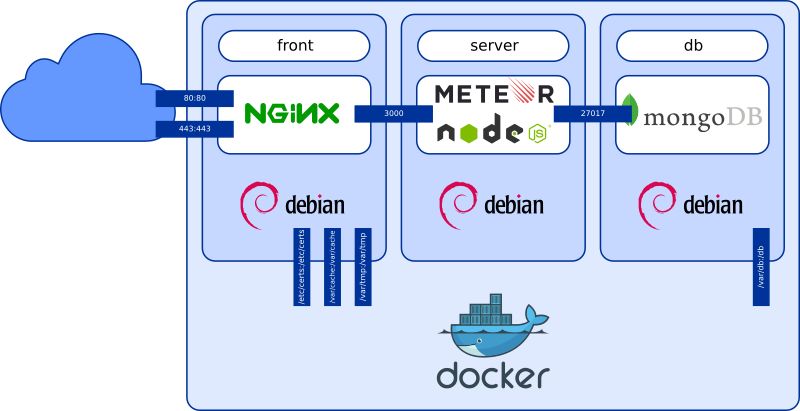 front
server
db
80:80
443:443
NGiNX
3000
METEOR
node
JS
27017
mongoDB
debian
debian
debian
/etc/certs:/etc/certs
/var/cache:/var/cache
/var/tmp:/var/tmp
/var/db:/db
docker